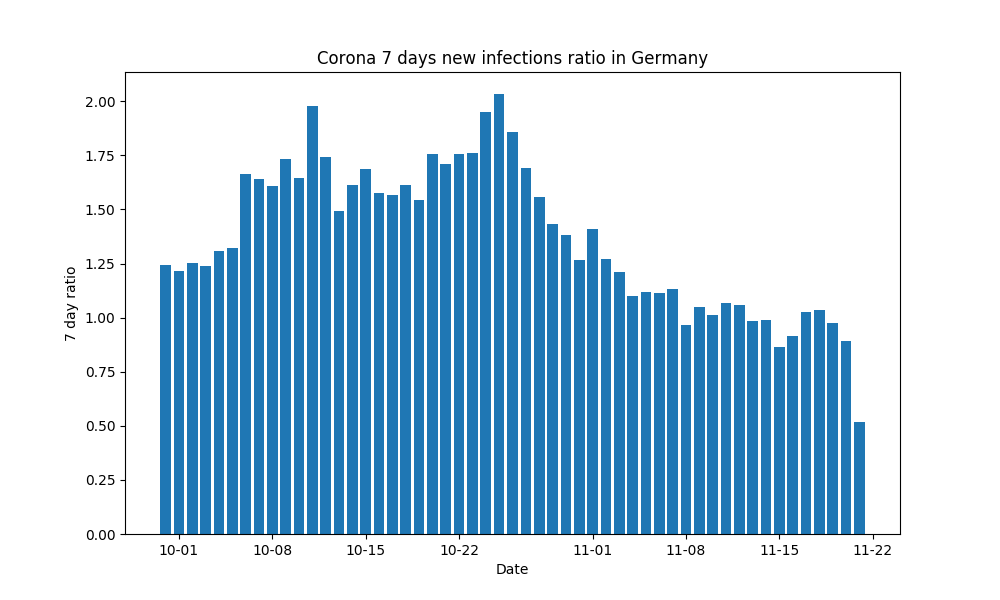 Corona 7 days new infections ratio in Germany
2.00
1.75
1.50
1.25
1.00
0.75
0.50
0.25
0.00
7 day ratio
10-01 10-08 10-15 10-22 11-01 11-08 11-15 11-22
Date